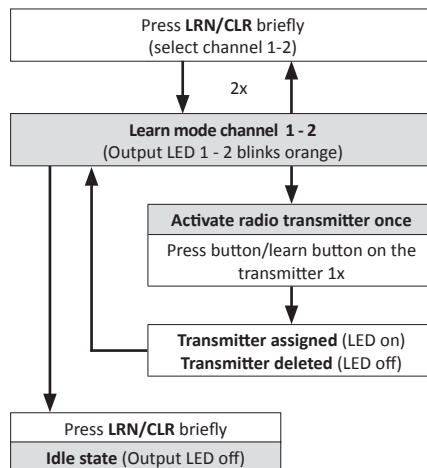 Press LRN/CLR briefly
(select channel 1-2)
2x
Learn mode channel 1 - 2
(Output LED 1 - 2 blinks orange)
Activate radio transmitter once
Press button/learn button on the
transmitter 1x
Transmitter assigned (LED on)
Transmitter deleted (LED off)
Press LRN/CLR briefly
Idle state (Output LED off)